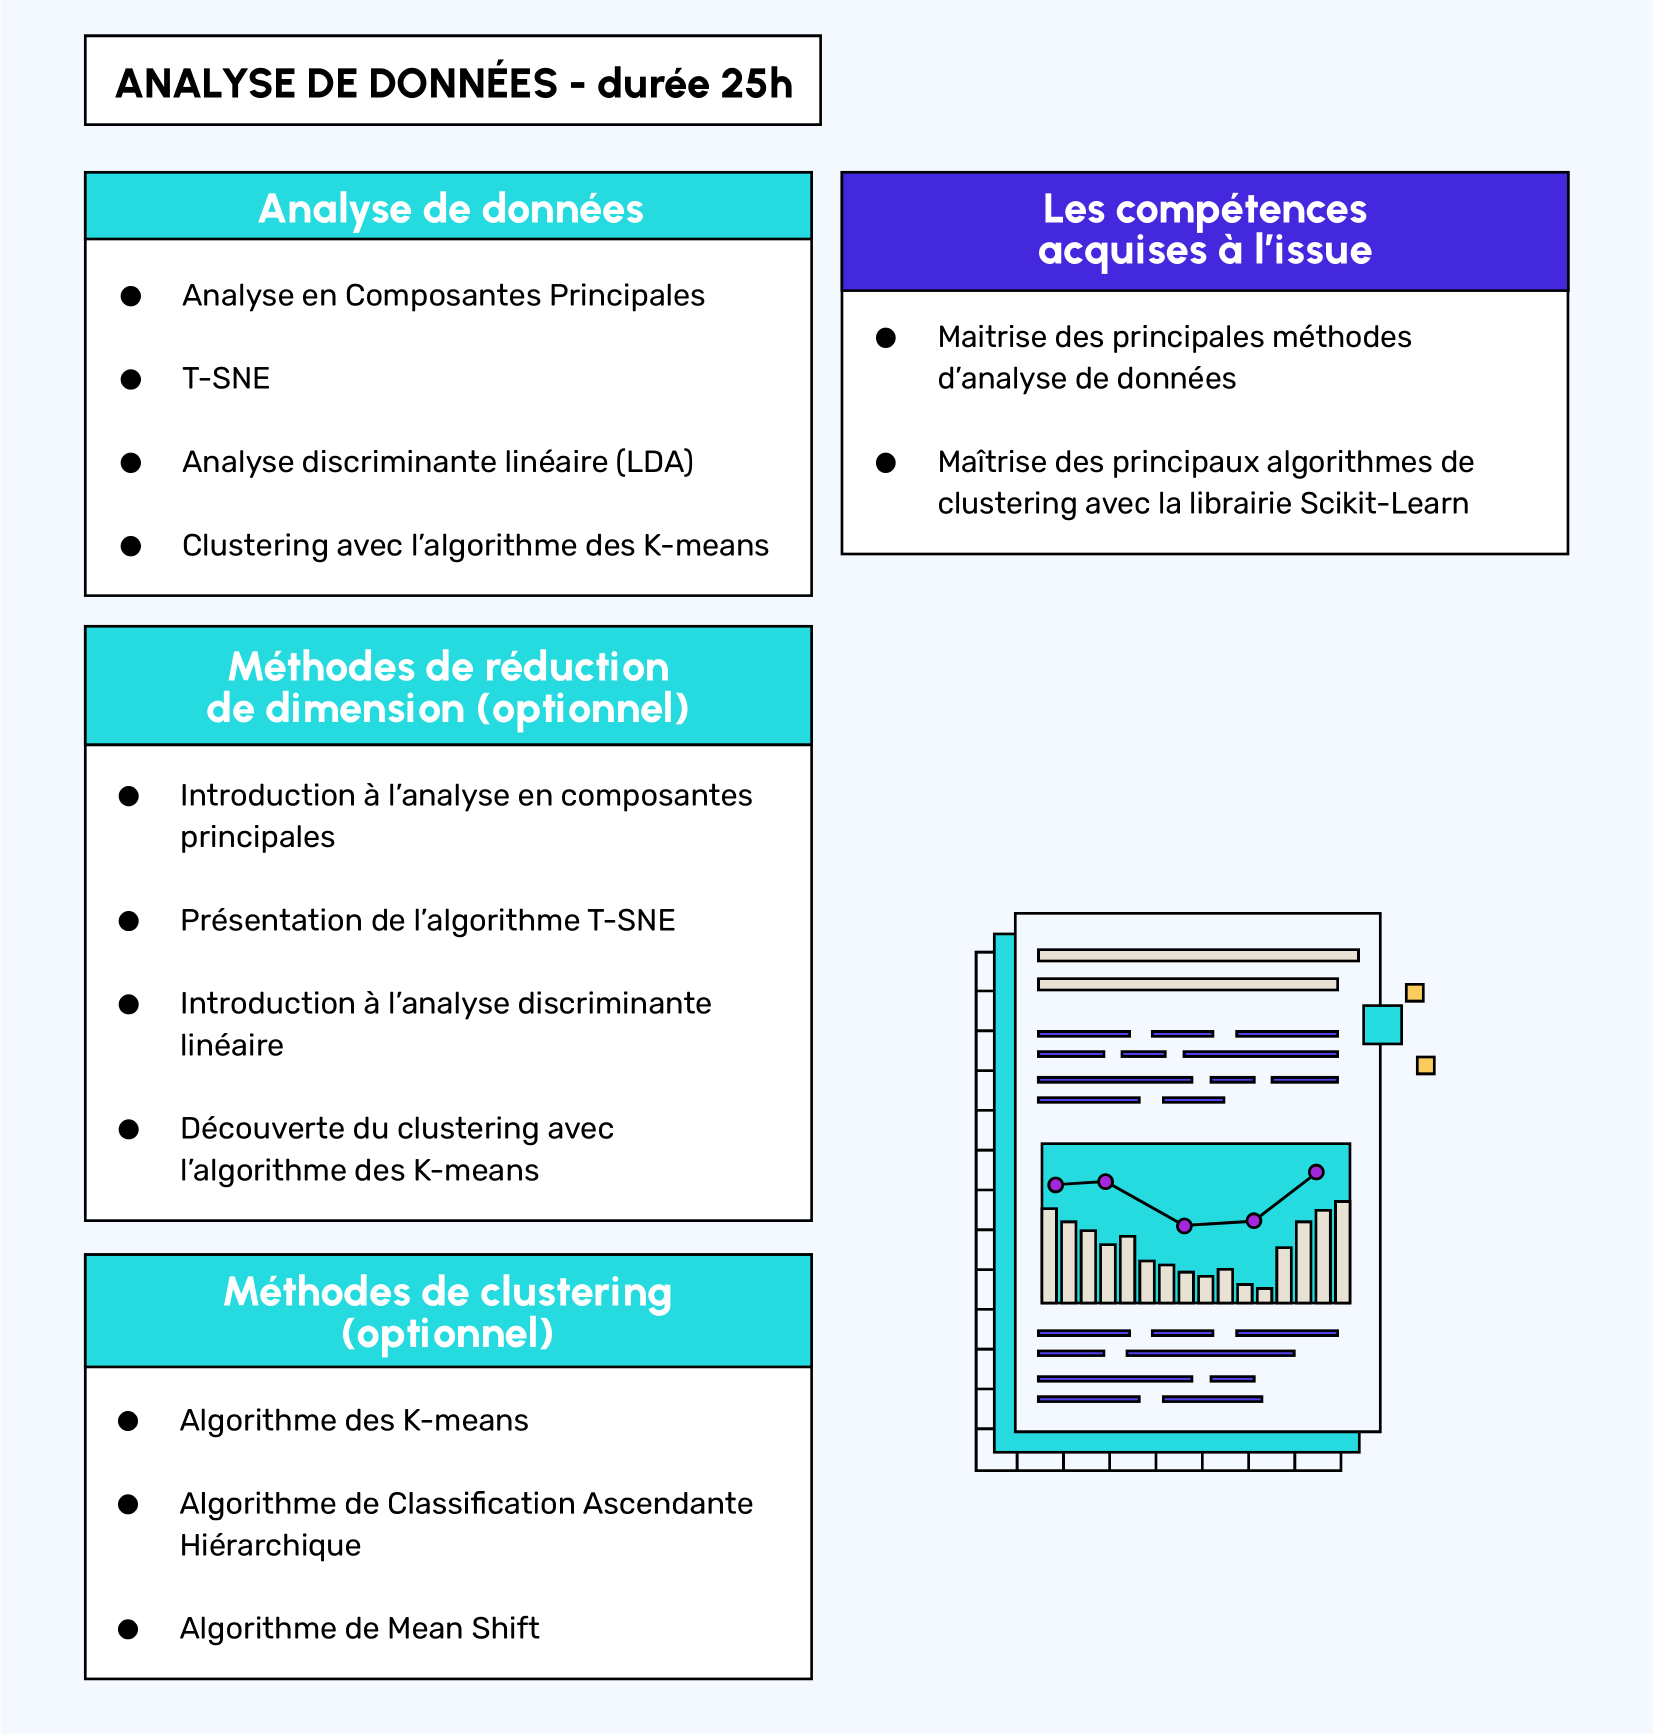 ANALYSE DE DONNÉES - durée 25h
Analyse de données
● Analyse en Composantes Principales
● T-SNE
● Analyse discriminante linéaire (LDA)
● Clustering avec l’algorithme des K-means
Les compétences
acquises à l’issue
● Maitrise des principales méthodes
d’analyse de données
● Maîtrise des principaux algorithmes de
clustering avec la librairie Scikit-Learn
Méthodes de réduction
de dimension (optionnel)
● Introduction à l’analyse en composantes
principales
● Présentation de l’algorithme T-SNE
● Introduction à l’analyse discriminante
linéaire
● Découverte du clustering avec
l’algorithme des K-means
Méthodes de clustering
(optionnel)
● Algorithme des K-means
● Algorithme de Classification Ascendante
Hiérarchique
● Algorithme de Mean Shift